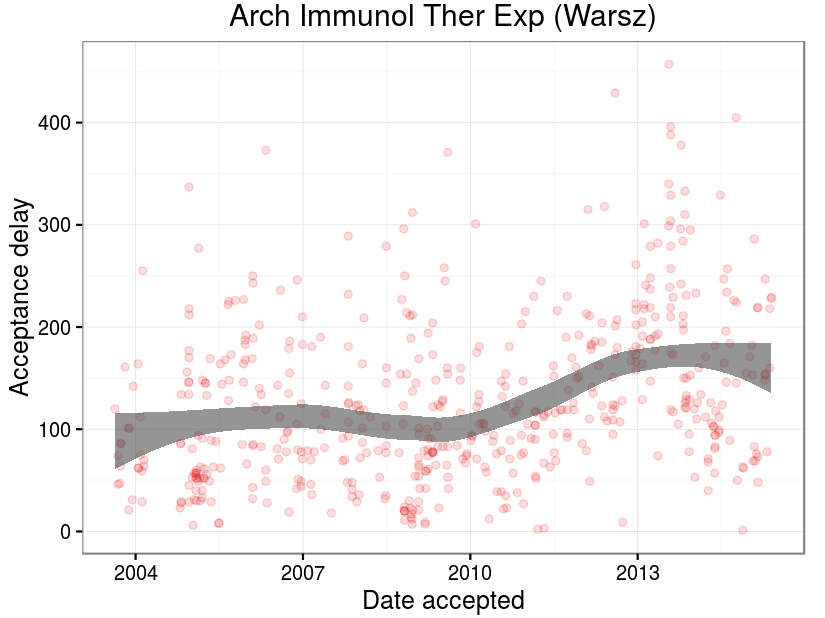 Arch Immunol Ther Exp (Warsz)
Acceptance delay
400
300
200
100
0
2004 2007 2010 2013
Date accepted